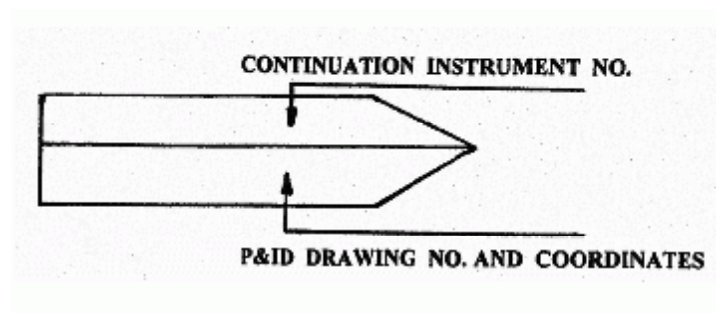 CONTINUATION INSTRUMENT NO.
P&ID DRAWING NO. AND COORDINATES